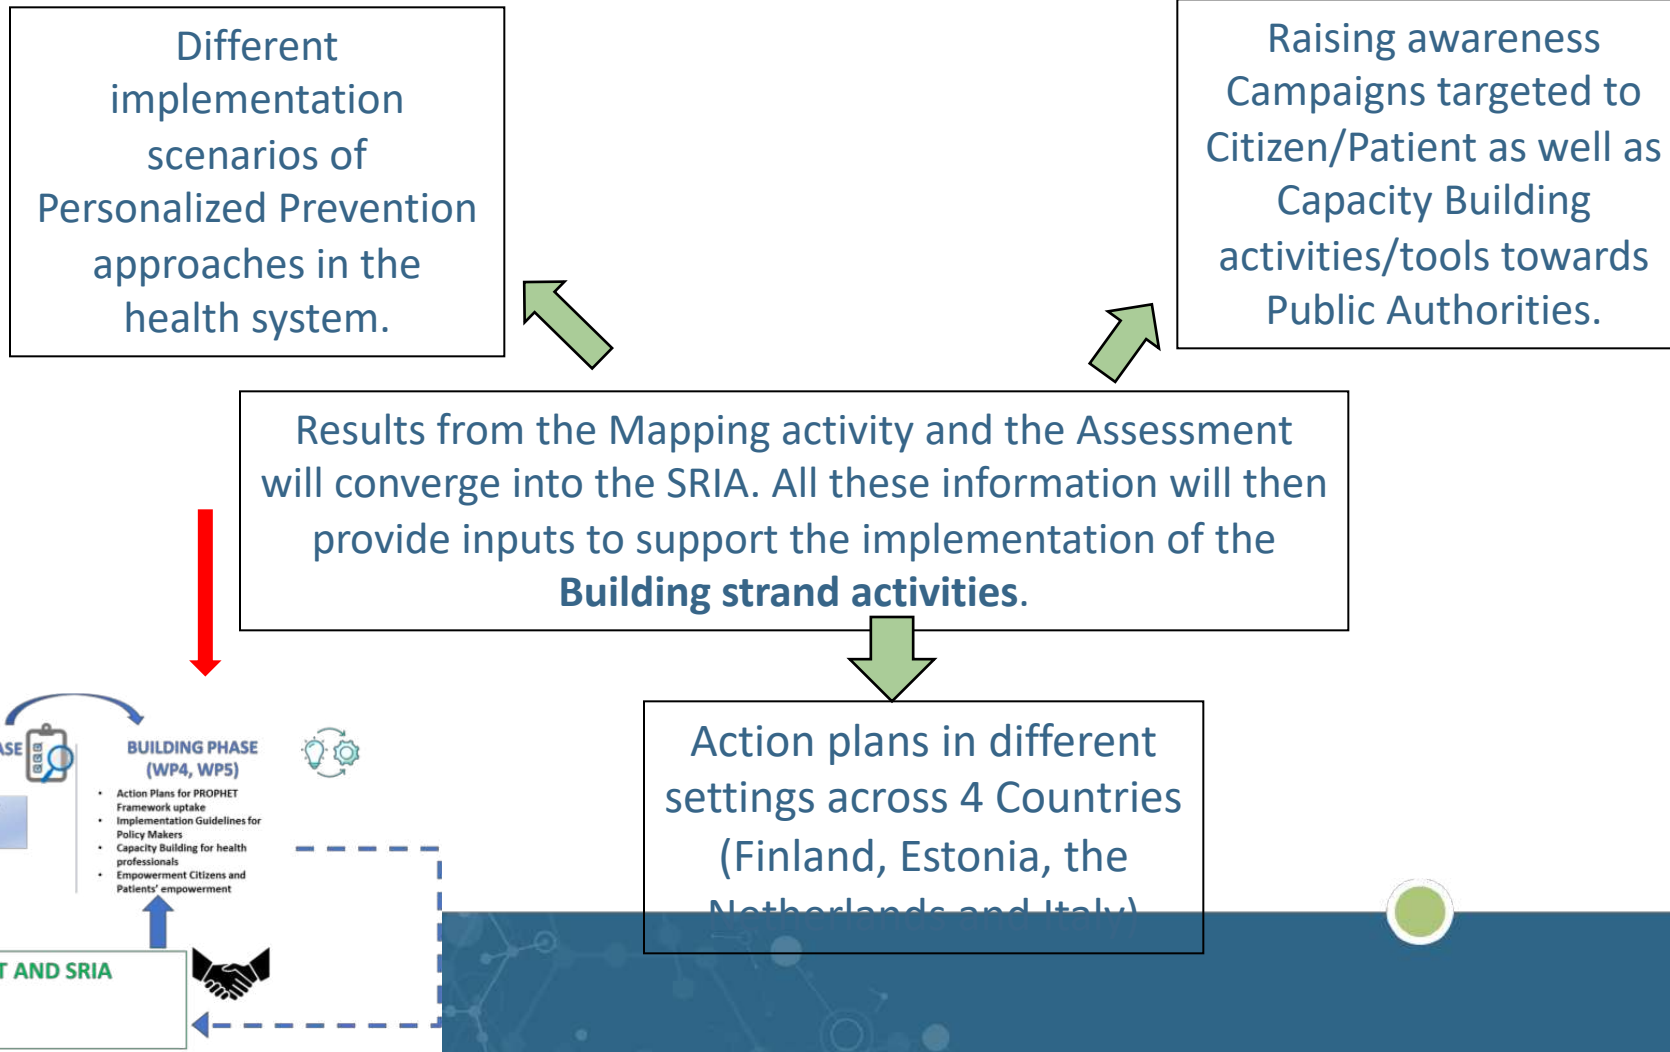 Different
implementation
scenarios of
Personalized Prevention
approaches in the
health system.
Raising awareness
Campaigns targeted to
Citizen/Patient as well as
Capacity Building
activities/tools towards
Public Authorities.
Results from the Mapping activity and the Assessment
will converge into the SRIA. All these information will then
provide inputs to support the implementation of the
Building strand activities.
Action plans in different
settings across 4 Countries
(Finland, Estonia, the
Netherlands and Italy)
ASE
BUILDING PHASE
(WP4, WP5)
• Action Plans for PROPHET
Framework uptake
• Implementation Guidelines for
Policy Makers
• Capacity Building for health
professionals
• Empowerment Citizens and
Patients' empowerment
T AND SRIA